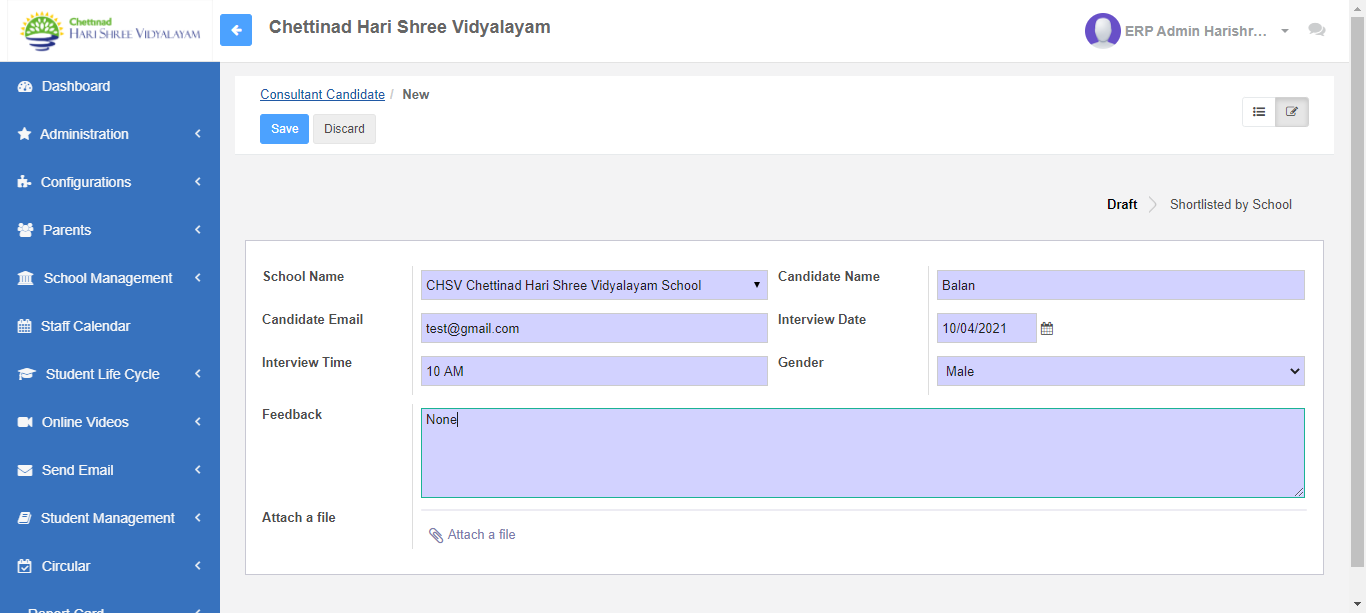 Chettinad
HARI SHREE VIDYALAYAM
Chettinad Hari Shree Vidyalayam
ERP Admin Harishr...
Dashboard
Administration
Configurations
Parents
School Management
Staff Calendar
Student Life Cycle
Online Videos
Send Email
Student Management
Circular
Report Card
Consultant Candidate / New
Save Discard
Draft Shortlisted by School
School Name CHSV Chettinad Hari Shree Vidyalayam School Candidate Name Balan
Candidate Email test@gmail.com Interview Date 10/04/2021
Interview Time 10 AM Gender Male
Feedback None
Attach a file
Attach a file